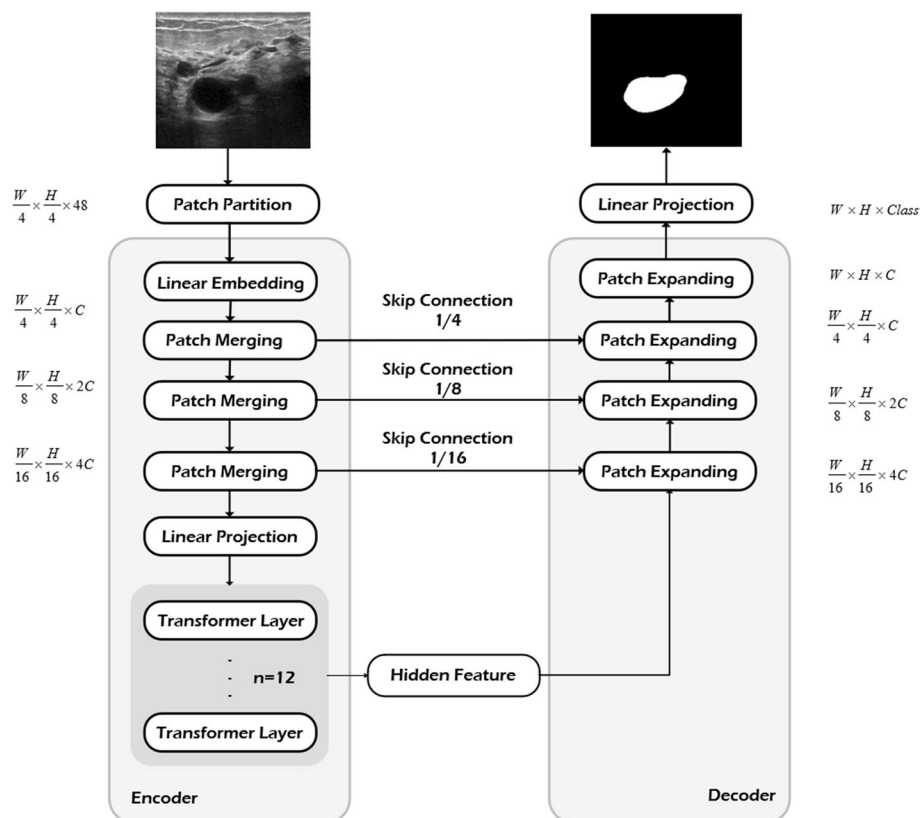 W/4 × H/4 × 48
Patch Partition
Linear Projection
W × H × Class
Linear Embedding
Patch Expanding
W × H × C
W/4 × H/4 × C
Skip Connection
1/4
Patch Merging
Patch Expanding
W/4 × H/4 × C
W/8 × H/8 × 2C
Skip Connection
1/8
Patch Merging
Patch Expanding
W/8 × H/8 × 2C
W/16 × H/16 × 4C
Skip Connection
1/16
Patch Merging
Patch Expanding
W/16 × H/16 × 4C
Linear Projection
Transformer Layer
n=12
Hidden Feature
Transformer Layer
Encoder
Decoder